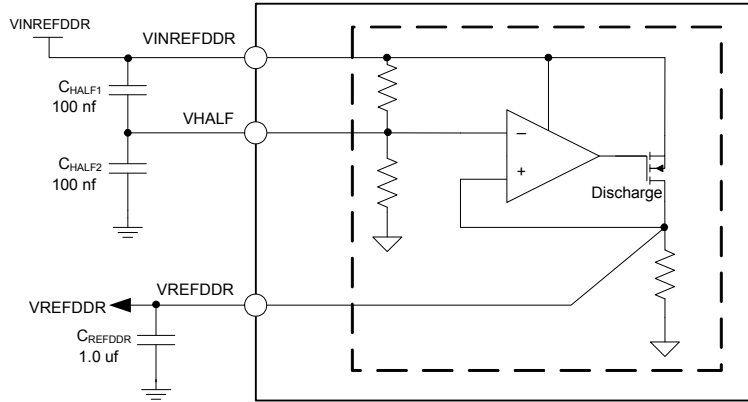 VINREFDDR
VINREFDDR
CHALF1
100 nf
VHALF
CHALF2
100 nf
−
+
Discharge
VREFDDR
VREFDDR
CREFDDR
1.0 uf